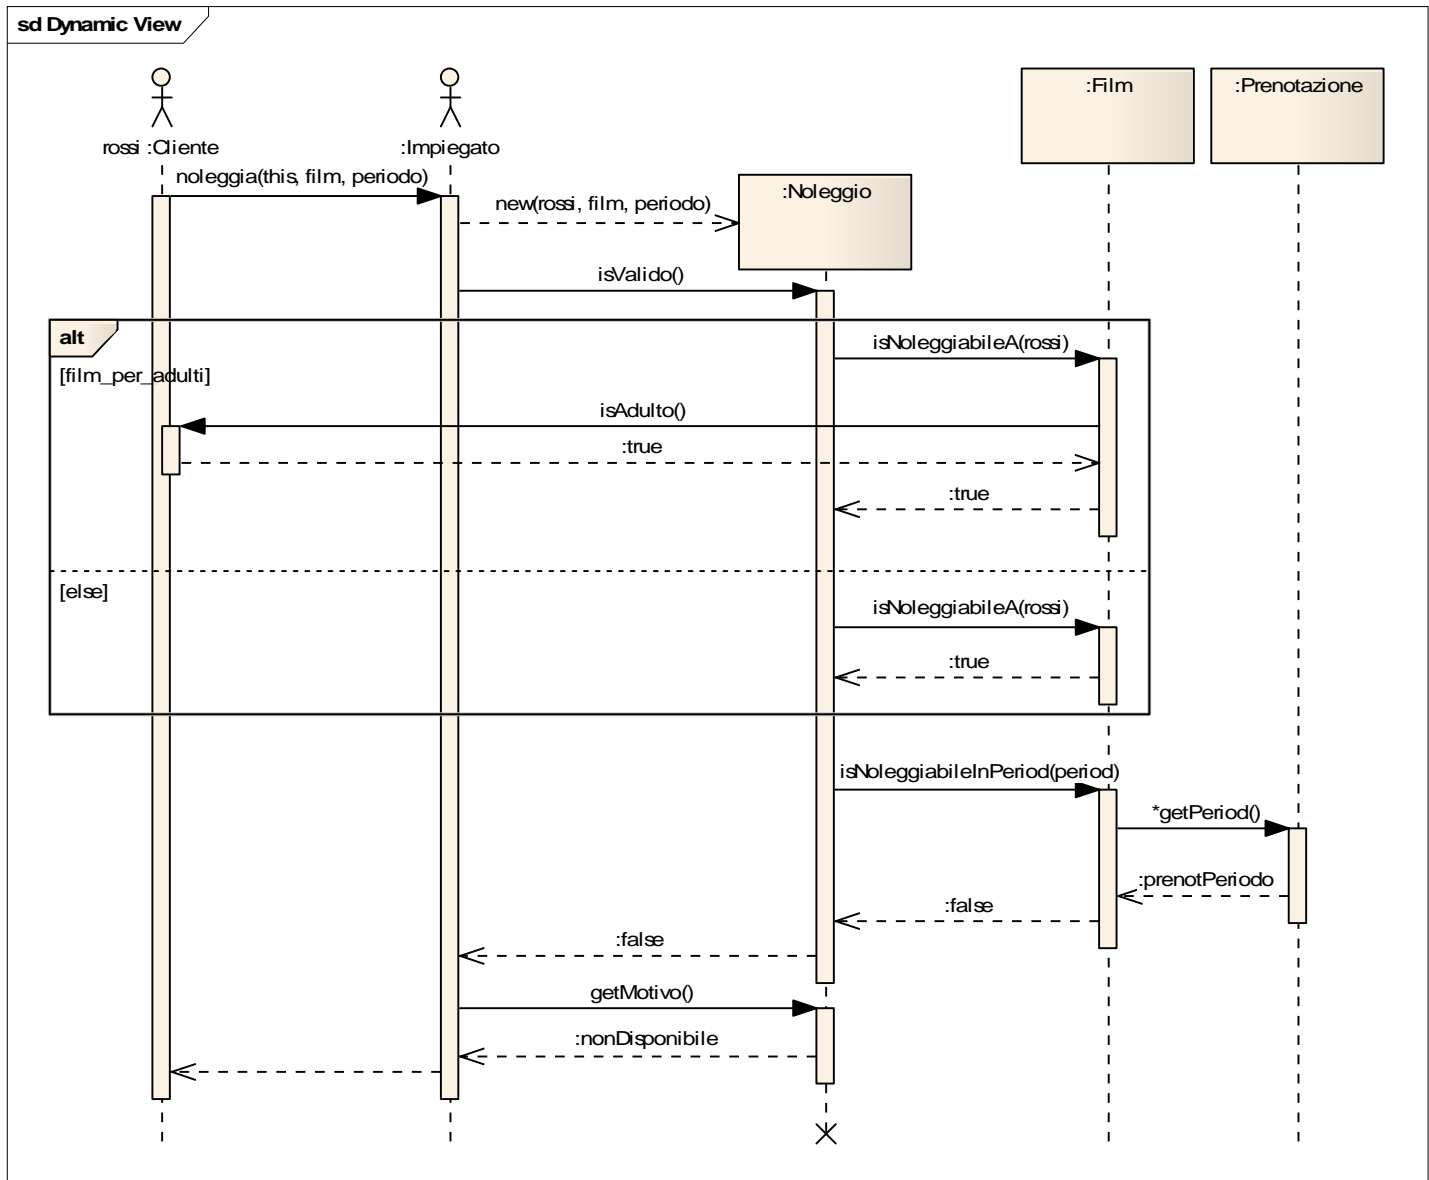 sd Dynamic View
:Film
:Prenotazione
rossi :Cliente
:Impiegato
noleggia(this, film, periodo)
:Noleggio
new(rossi, film, periodo)
isValido()
alt
isNoleggiabileA(rossi)
[film_per_adulti]
isAdulto()
:true
:true
[else]
isNoleggiabileA(rossi)
:true
isNoleggiabileInPeriod(period)
*getPeriod()
:prenotPeriodo
:false
:false
getMotivo()
:nonDisponibile